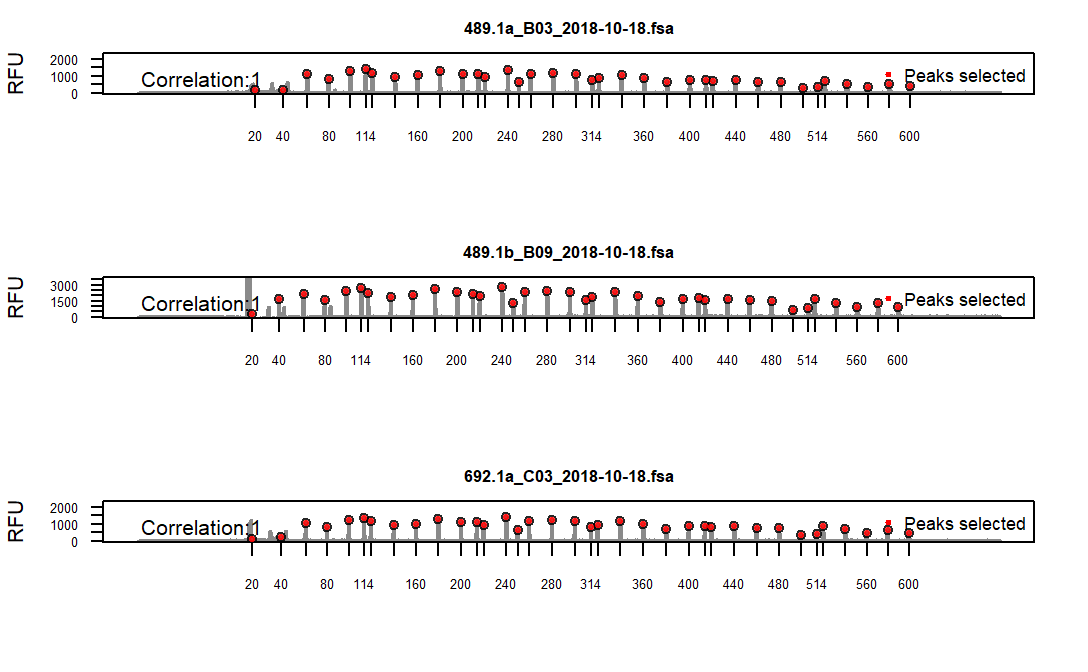 489.1a_B03_2018-10-18.fsa
RFU
2000
1000
0
Correlation:1
Peaks selected
20 40 80 114 160 200 240 280 314 360 400 440 480 514 560 600
489.1b_B09_2018-10-18.fsa
RFU
3000
1500
0
Correlation:1
Peaks selected
20 40 80 114 160 200 240 280 314 360 400 440 480 514 560 600
692.1a_C03_2018-10-18.fsa
RFU
2000
1000
0
Correlation:1
Peaks selected
20 40 80 114 160 200 240 280 314 360 400 440 480 514 560 600